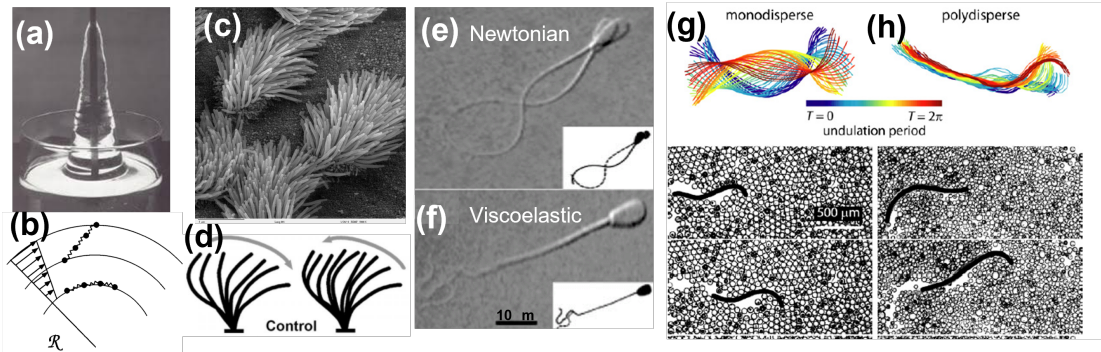 (a)
(b)
ℛ
(c)
(d)
Control
(e) Newtonian
(f) Viscoelastic
10 m
(g) monodisperse
(h) polydisperse
T = 0
T = 2π
undulation period
500 μm